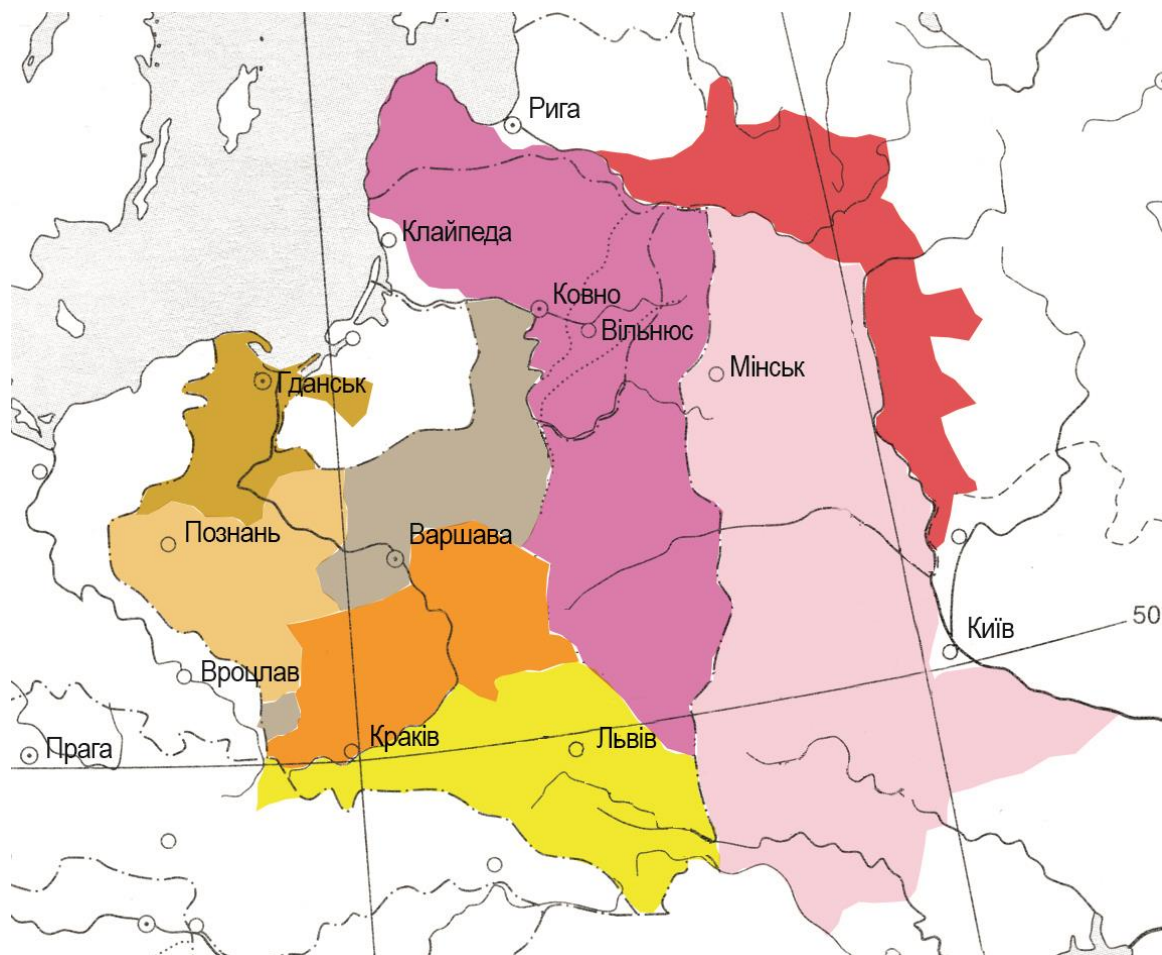 Рига
Клайпеда
Ковно
Вільнюс
Мінськ
Гданськ
Познань
Варшава
50
Київ
Вроцлав
Краків
Львів
Прага